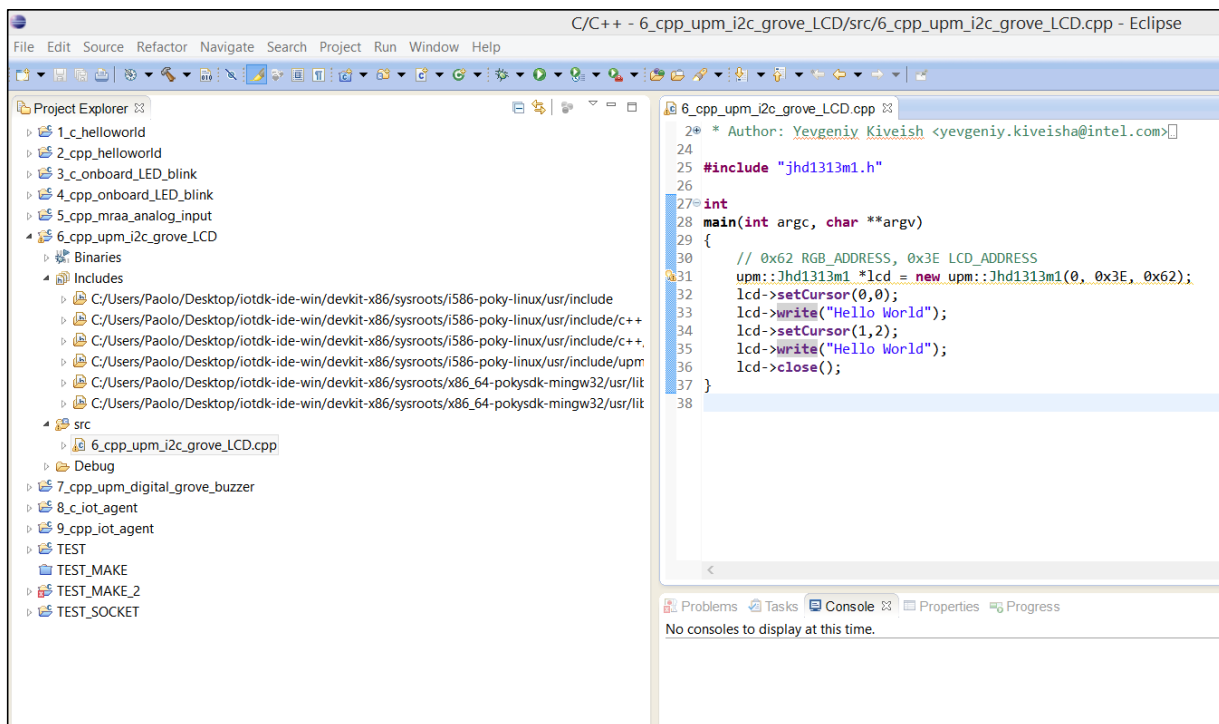 C/C++ - 6_cpp_upm_i2c_grove_LCD/src/6_cpp_upm_i2c_grove_LCD.cpp - Eclipse
File Edit Source Refactor Navigate Search Project Run Window Help
Project Explorer
1_c_helloworld
2_cpp_helloworld
3_c_onboard_LED_blink
4_cpp_onboard_LED_blink
5_cpp_mraa_analog_input
6_cpp_upm_i2c_grove_LCD
Binaries
Includes
C:/Users/Paolo/Desktop/iotdk-ide-win/devkit-x86/sysroots/i586-poky-linux/usr/include
C:/Users/Paolo/Desktop/iotdk-ide-win/devkit-x86/sysroots/i586-poky-linux/usr/include/c++
C:/Users/Paolo/Desktop/iotdk-ide-win/devkit-x86/sysroots/i586-poky-linux/usr/include/c++/
C:/Users/Paolo/Desktop/iotdk-ide-win/devkit-x86/sysroots/i586-poky-linux/usr/include/upm
C:/Users/Paolo/Desktop/iotdk-ide-win/devkit-x86/sysroots/x86_64-pokysdk-mingw32/usr/lib
C:/Users/Paolo/Desktop/iotdk-ide-win/devkit-x86/sysroots/x86_64-pokysdk-mingw32/usr/lib
src
6_cpp_upm_i2c_grove_LCD.cpp
Debug
7_cpp_upm_digital_grove_buzzer
8_c_iot_agent
9_cpp_iot_agent
TEST
TEST_MAKE
TEST_MAKE_2
TEST_SOCKET
6_cpp_upm_i2c_grove_LCD.cpp
2 * Author: Yevgeniy Kiveish <yevgeniy.kiveisha@intel.com>
24
25 #include "jhd1313m1.h"
26
27 int
28 main(int argc, char **argv)
29 {
30 // 0x62 RGB_ADDRESS, 0x3E LCD_ADDRESS
31 upm::Jhd1313m1 *lcd = new upm::Jhd1313m1(0, 0x3E, 0x62);
32 lcd->setCursor(0,0);
33 lcd->write("Hello World");
34 lcd->setCursor(1,2);
35 lcd->write("Hello World");
36 lcd->close();
37 }
38
Problems Tasks Console Properties Progress
No consoles to display at this time.